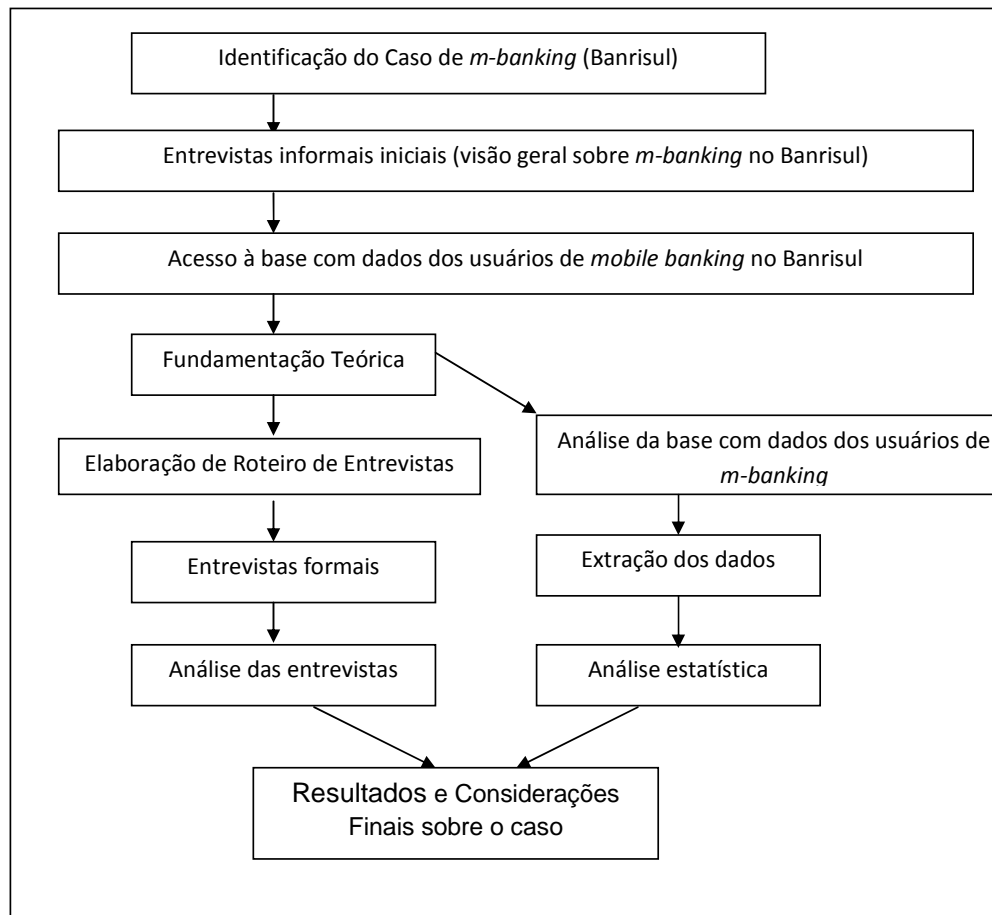 Identificação do Caso de m-banking (Banrisul)
Entrevistas informais iniciais (visão geral sobre m-banking no Banrisul)
Acesso à base com dados dos usuários de mobile banking no Banrisul
Fundamentação Teórica
Elaboração de Roteiro de Entrevistas
Entrevistas formais
Análise das entrevistas
Análise da base com dados dos usuários de
m-banking
Extração dos dados
Análise estatística
Resultados e Considerações
Finais sobre o caso